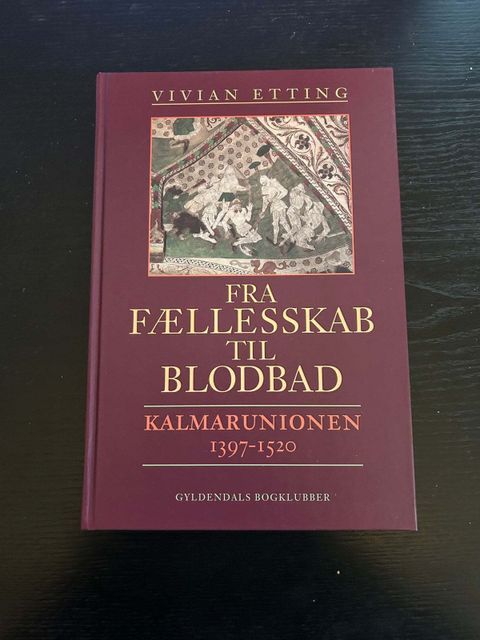 VIVIAN ETTING
FRA
FÆLLESSKAB
TIL
BLODBAD
KALMARUNIONEN
1397-1520
GYLDENDALS BOGKLUBBER